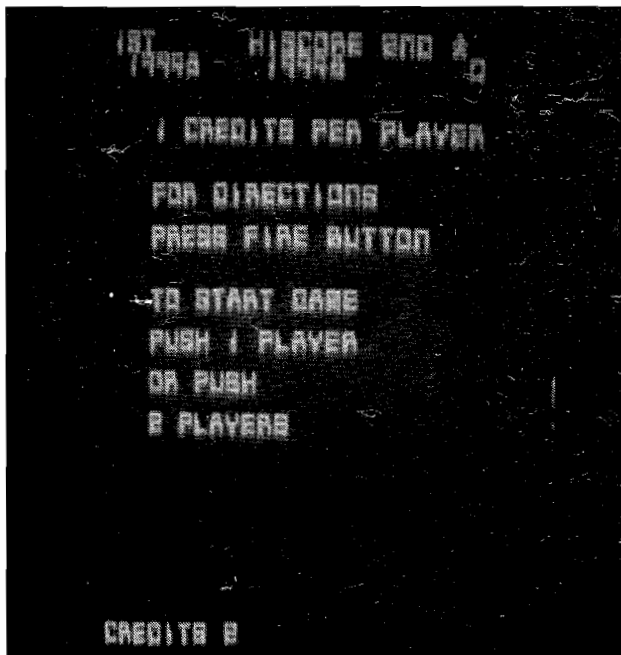 1ST HISCORE 2ND
0
1 CREDITS PER PLAYER
FOR DIRECTIONS
PRESS FIRE BUTTON
TO START GAME
PUSH 1 PLAYER
OR PUSH
2 PLAYERS
CREDITS 2